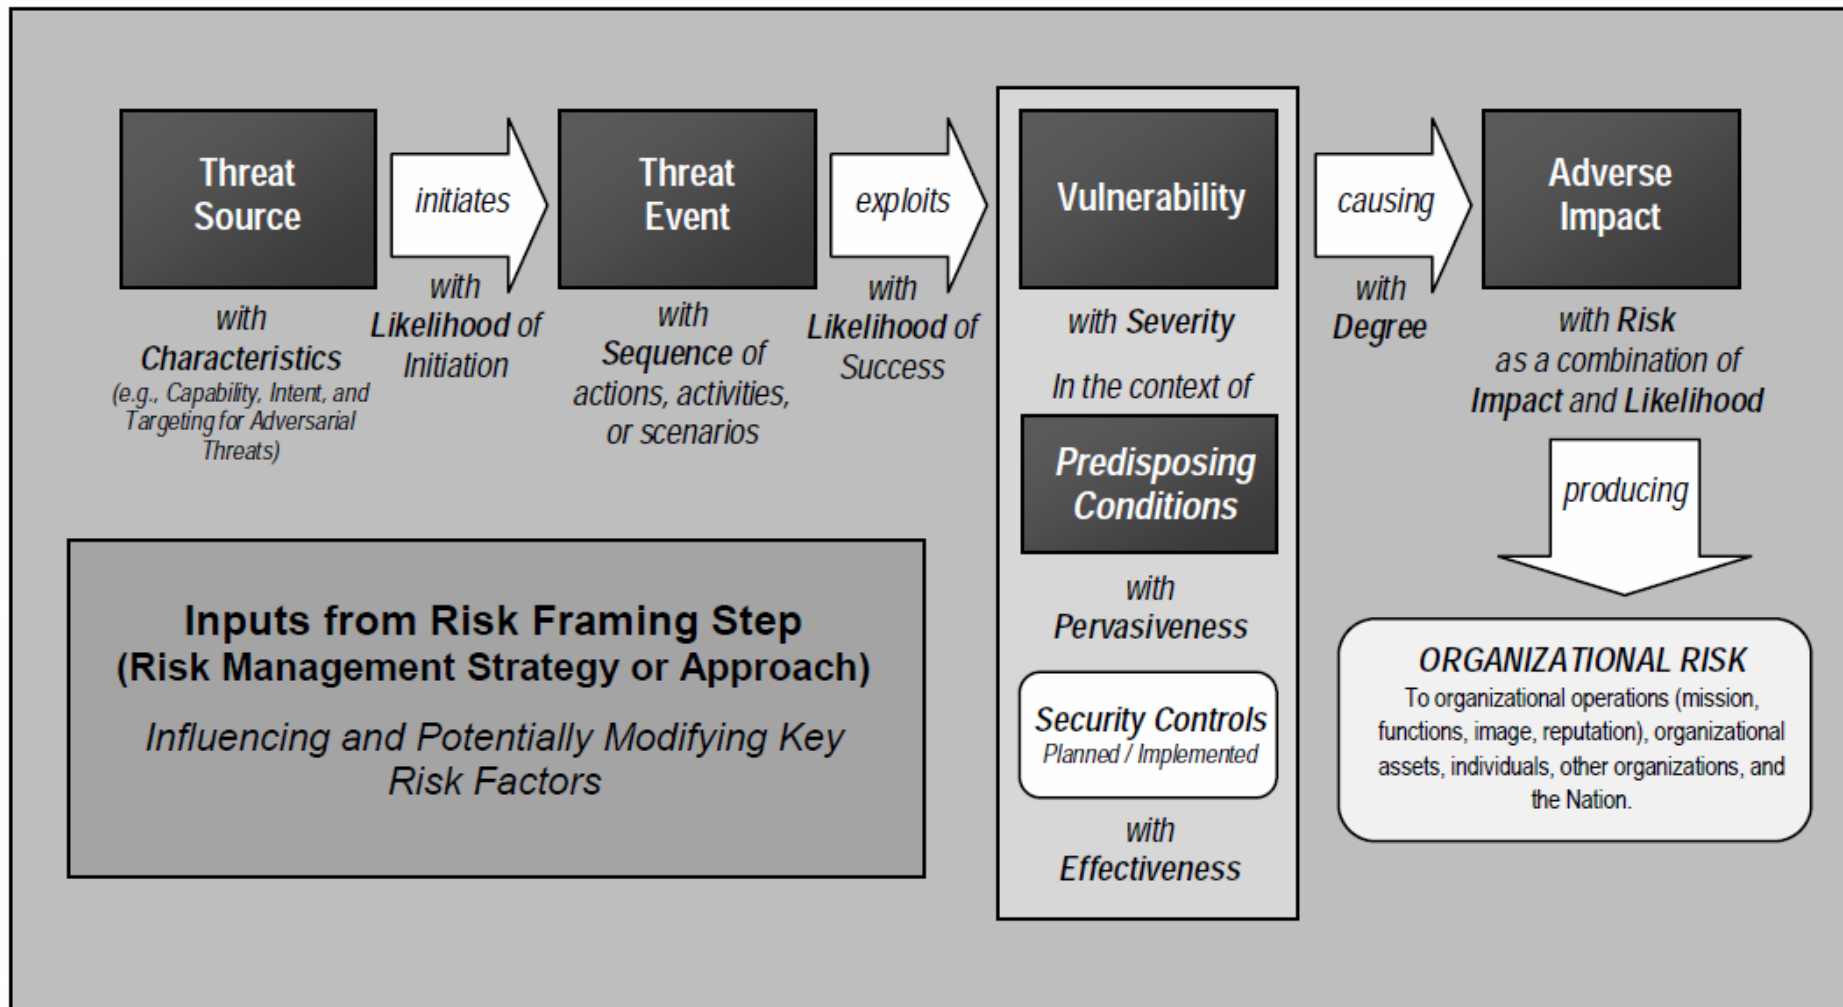 Threat
Source
with
Characteristics
(e.g., Capability, Intent, and
Targeting for Adversarial
Threats)
initiates
with
Likelihood of
Initiation
Threat
Event
with
Sequence of
actions, activities,
or scenarios
exploits
with
Likelihood of
Success
Vulnerability
with Severity
In the context of
Predisposing
Conditions
with
Pervasiveness
Security Controls
Planned / Implemented
with
Effectiveness
causing
with
Degree
Adverse
Impact
with Risk
as a combination of
Impact and Likelihood
producing
ORGANIZATIONAL RISK
To organizational operations (mission,
functions, image, reputation), organizational
assets, individuals, other organizations, and
the Nation.
Inputs from Risk Framing Step
(Risk Management Strategy or Approach)
Influencing and Potentially Modifying Key
Risk Factors